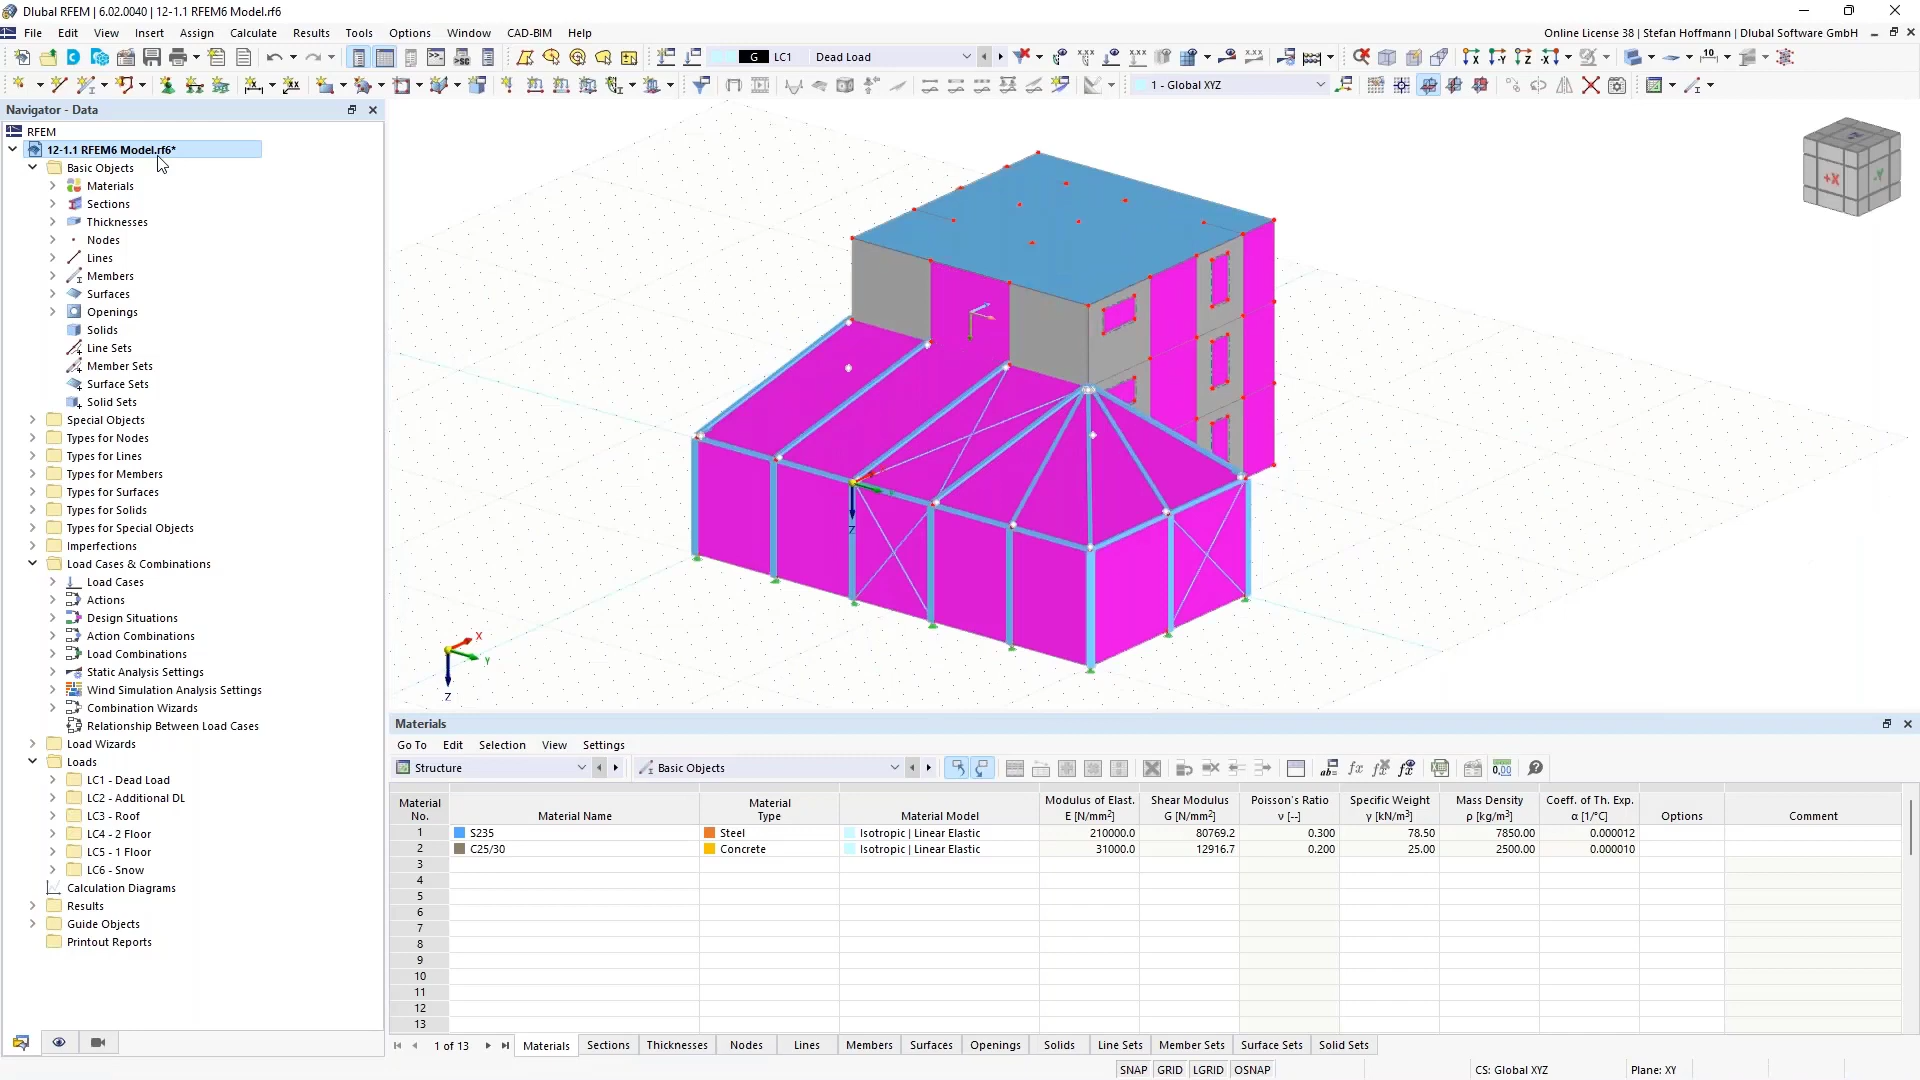 Dlubal RFEM | 6.02.0040 | 12-1.1 RFEM6 Model.rf6
File Edit View Insert Assign Calculate Results Tools Options Window CAD-BIM Help
Online License 38 | Stefan Hoffmann | Dlubal Software GmbH
G LC1 Dead Load
1 - Global XYZ
Navigator - Data
RFEM
12-1.1 RFEM6 Model.rf6*
Basic Objects
Materials
Sections
Thicknesses
Nodes
Lines
Members
Surfaces
Openings
Solids
Line Sets
Member Sets
Surface Sets
Solid Sets
Special Objects
Types for Nodes
Types for Lines
Types for Members
Types for Surfaces
Types for Solids
Types for Special Objects
Imperfections
Load Cases & Combinations
Load Cases
Actions
Design Situations
Action Combinations
Load Combinations
Static Analysis Settings
Wind Simulation Analysis Settings
Combination Wizards
Relationship Between Load Cases
Load Wizards
Loads
LC1 - Dead Load
LC2 - Additional DL
LC3 - Roof
LC4 - 2 Floor
LC5 - 1 Floor
LC6 - Snow
Calculation Diagrams
Results
Guide Objects
Printout Reports
+X -Y
Z
X
Y
Z
Materials
Go To Edit Selection View Settings
Structure Basic Objects
Material No. Material Name Material Type Material Model Modulus of Elast. E [N/mm²] Shear Modulus G [N/mm²] Poisson's Ratio ν [--] Specific Weight γ [kN/m³] Mass Density ρ [kg/m³] Coeff. of Th. Exp. α [1/°C] Options Comment
1 S235 Steel Isotropic | Linear Elastic 210000.0 80769.2 0.300 78.50 7850.00 0.000012
2 C25/30 Concrete Isotropic | Linear Elastic 31000.0 12916.7 0.200 25.00 2500.00 0.000010
3
4
5
6
7
8
9
10
11
12
13
1 of 13 Materials Sections Thicknesses Nodes Lines Members Surfaces Openings Solids Line Sets Member Sets Surface Sets Solid Sets
SNAP GRID LGRID OSNAP CS: Global XYZ Plane: XY